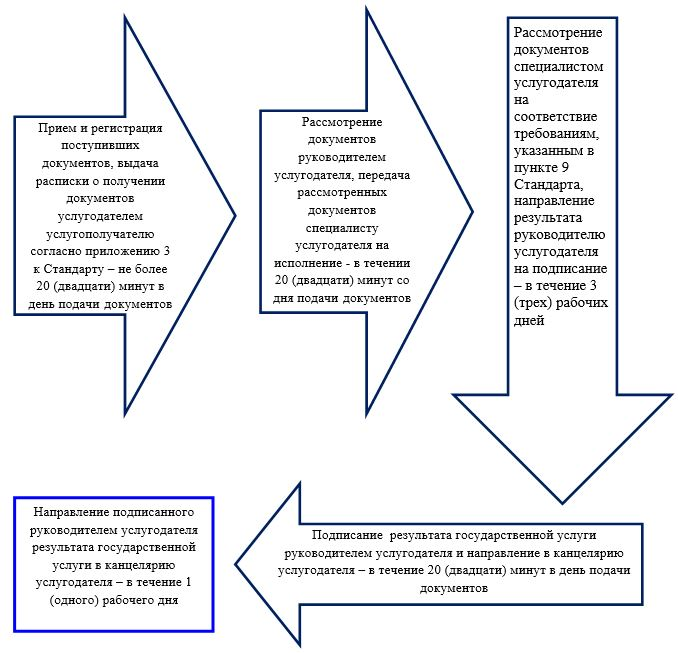 Прием и регистрация
поступивших
документов, выдача
расписки о получении
документов
услугодателем
услугополучателю
согласно приложению 3
к Стандарту – не более
20 (двадцати) минут в
день подачи документов
Рассмотрение
документов
руководителем
услугодателя, передача
рассмотренных
документов
специалисту
услугодателя на
исполнение - в течении
20 (двадцати) минут со
дня подачи документов
Рассмотрение
документов
специалистом
услугодателя
на
соответствие
требованиям,
указанным в
пункте 9
Стандарта,
направление
результата
руководителю
услугодателя
на подписание
– в течение 3
(трех) рабочих
дней
Подписание результата государственной услуги
руководителем услугодателя и направление в канцелярию
услугодателя – в течение 20 (двадцати) минут в день подачи
документов
Направление подписанного
руководителем услугодателя
результата государственной
услуги в канцелярию
услугодателя – в течение 1
(одного) рабочего дня